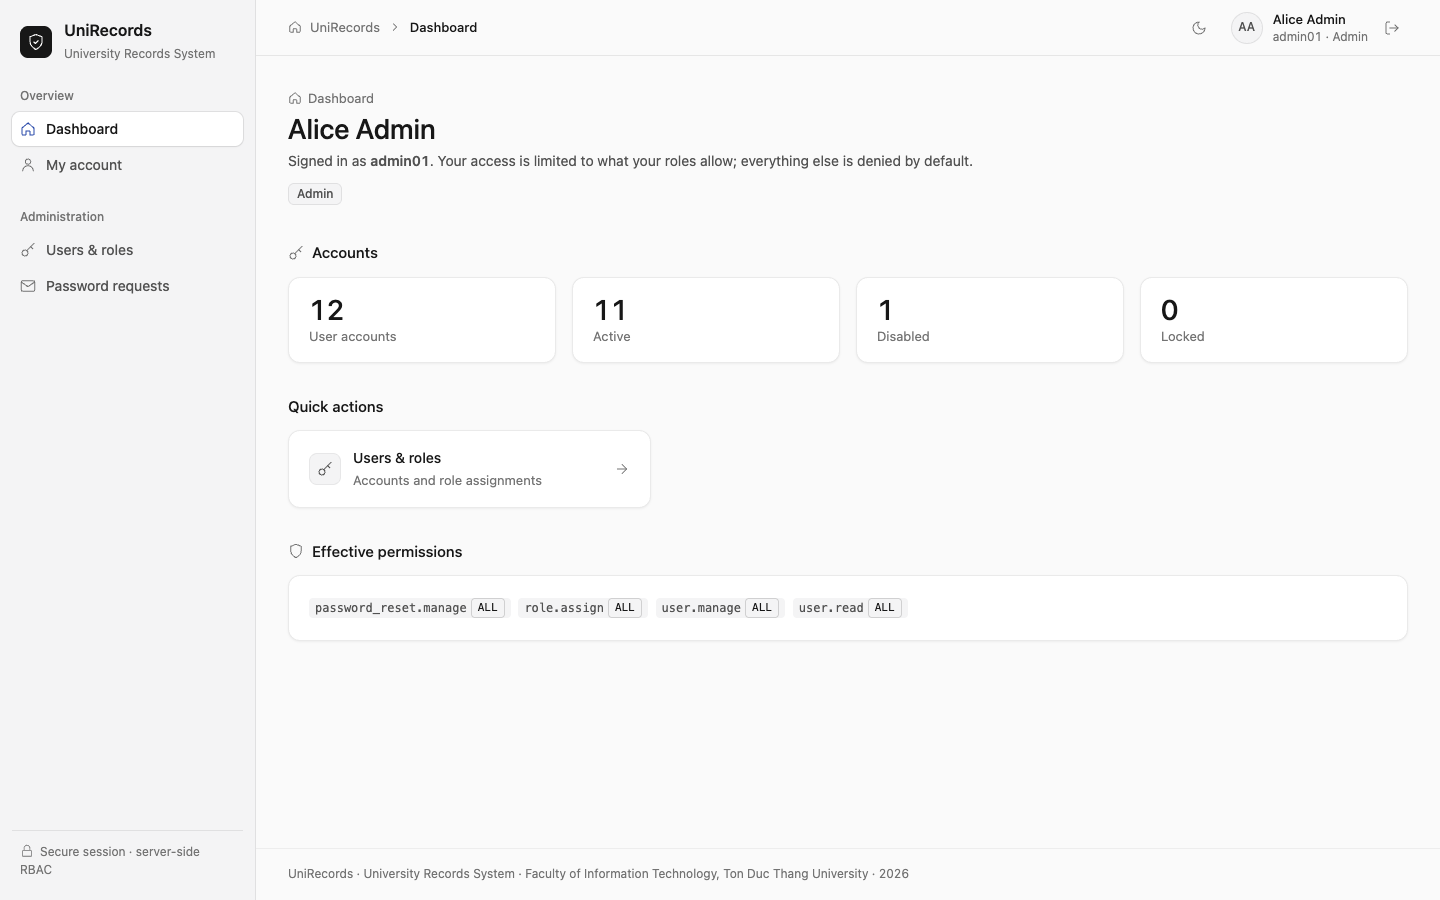 UniRecords
University Records System
Overview
Dashboard
My account
Administration
Users & roles
Password requests
Secure session · server-side
RBAC
UniRecords > Dashboard
AA
Alice Admin
admin01 · Admin
Dashboard
Alice Admin
Signed in as admin01. Your access is limited to what your roles allow; everything else is denied by default.
Admin
Accounts
12
User accounts
11
Active
1
Disabled
0
Locked
Quick actions
Users & roles
Accounts and role assignments
Effective permissions
password_reset.manage ALL role.assign ALL user.manage ALL user.read ALL
UniRecords · University Records System · Faculty of Information Technology, Ton Duc Thang University · 2026